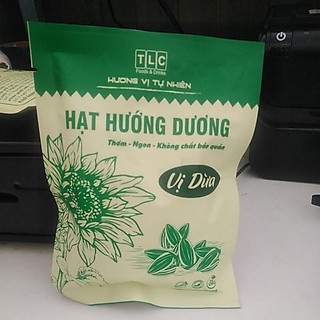 TLC
Foods & Drinks
HƯƠNG VỊ TỰ NHIÊN
HẠT HƯỚNG DƯƠNG
Thơm - Ngon - Không chất bảo quản
Vị Dừa